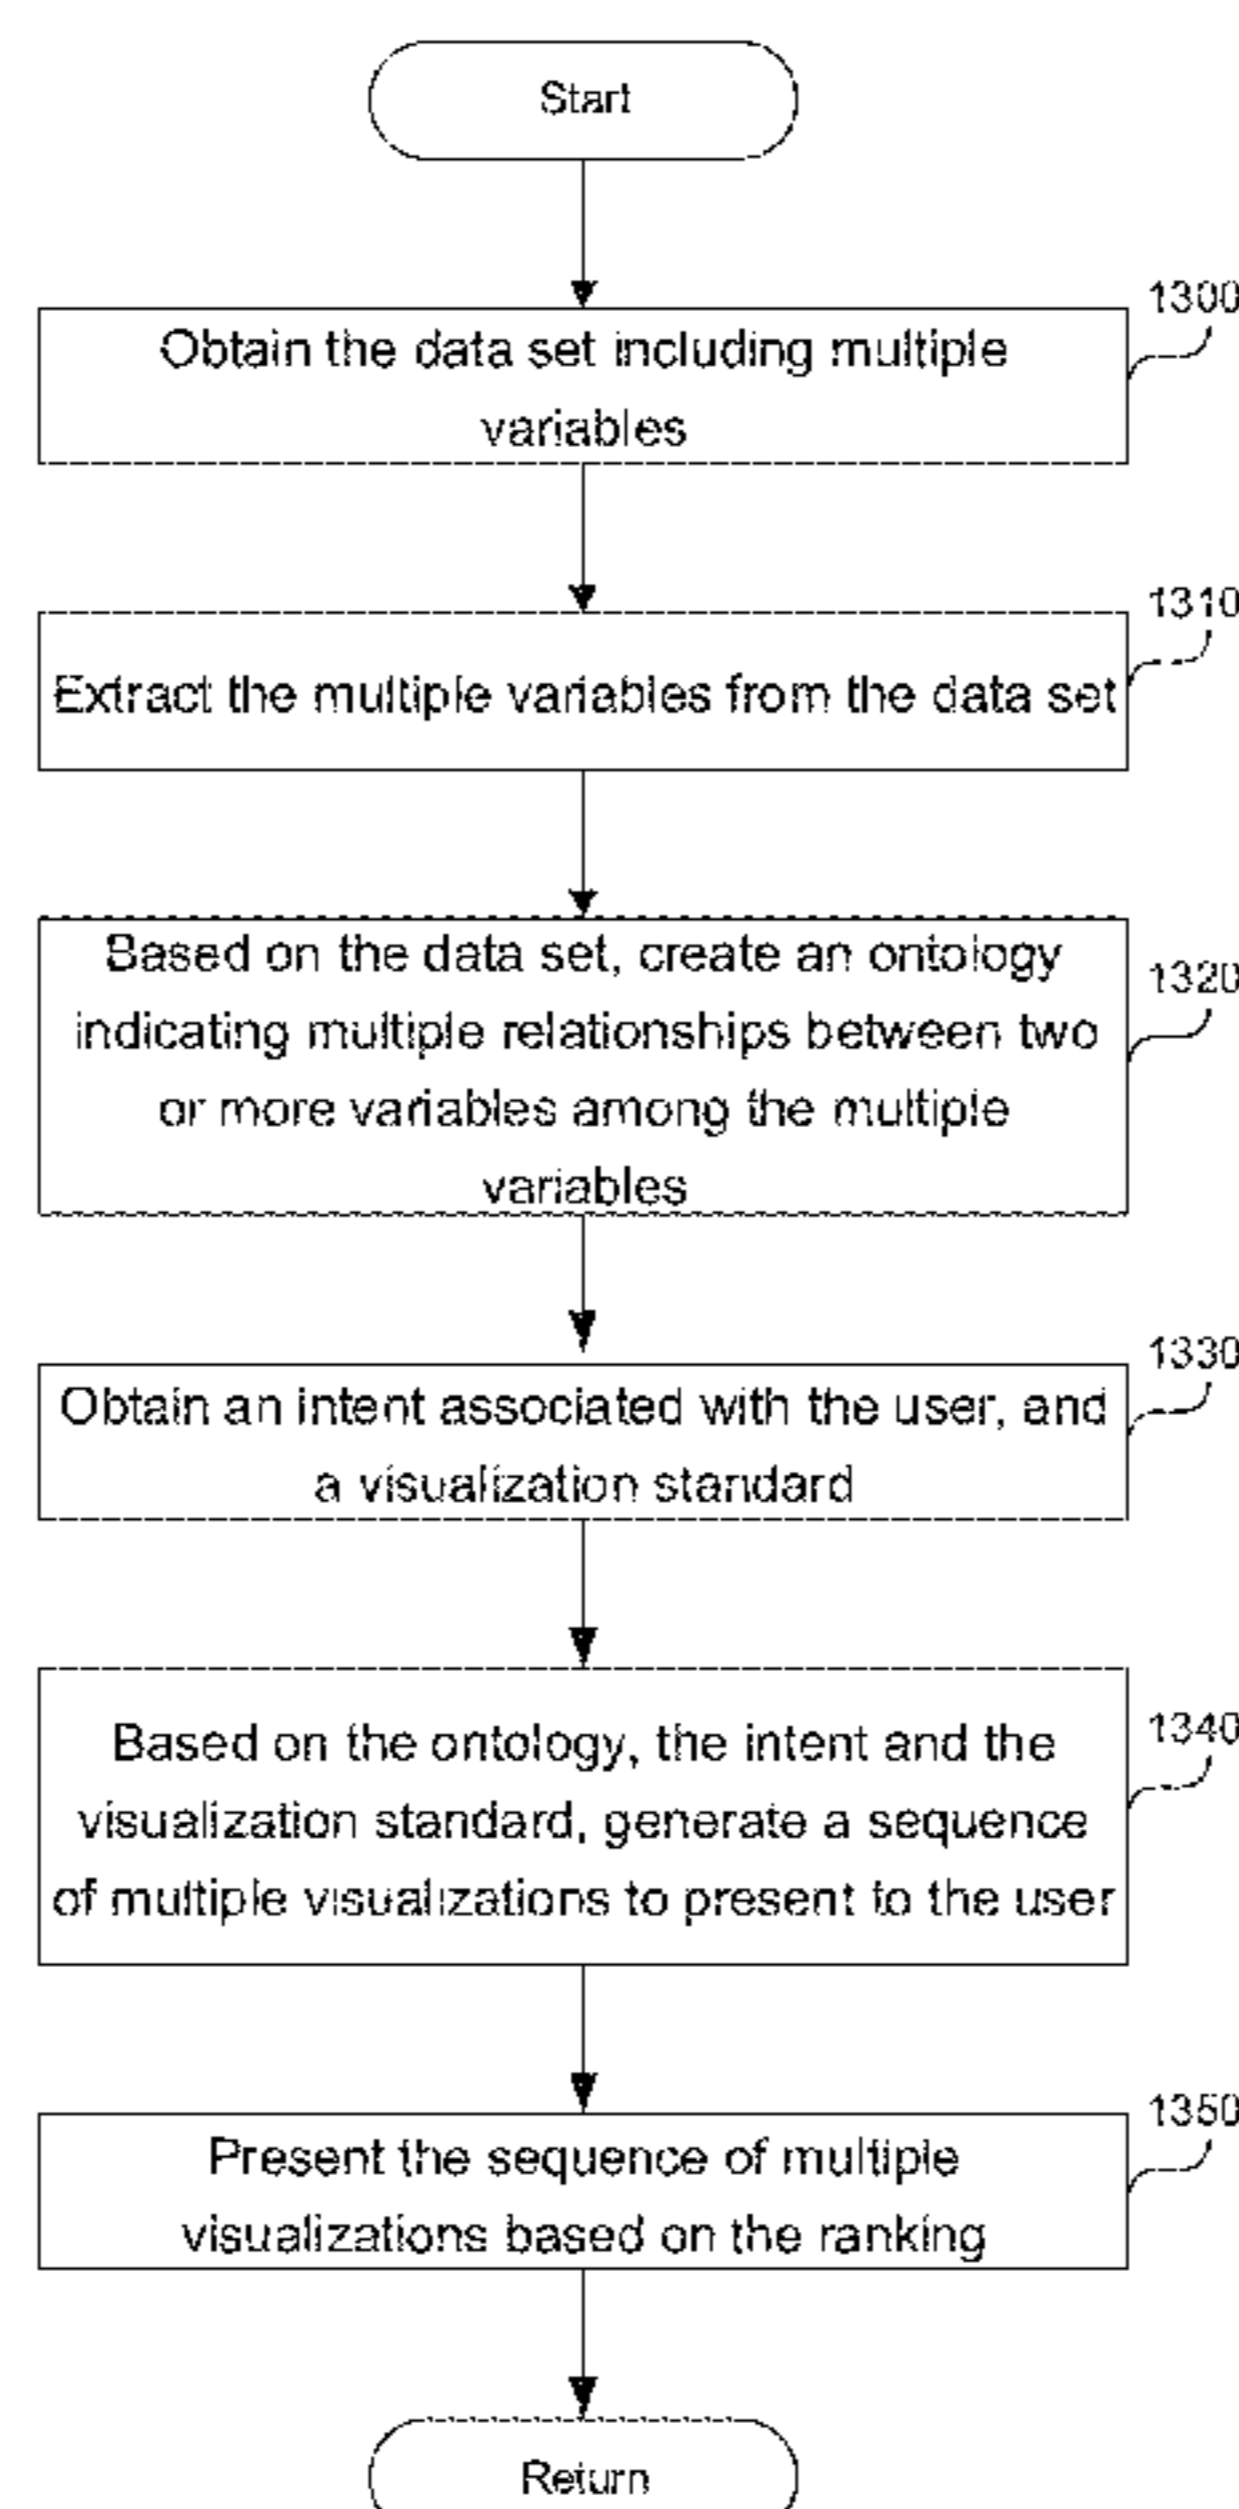 Start
1300
Obtain the data set including multiple
variables
1310
Extract the multiple variables from the data set
Based on the data set, create an ontology
1320
indicating multiple relationships between two
or more variables among the multiple
variables
1330
Obtain an intent associated with the user, and
a visualization standard
1340
Based on the ontology, the intent and the
visualization standard, generate a sequence
of multiple visualizations to present to the user
1350
Present the sequence of multiple
visualizations based on the ranking
Return